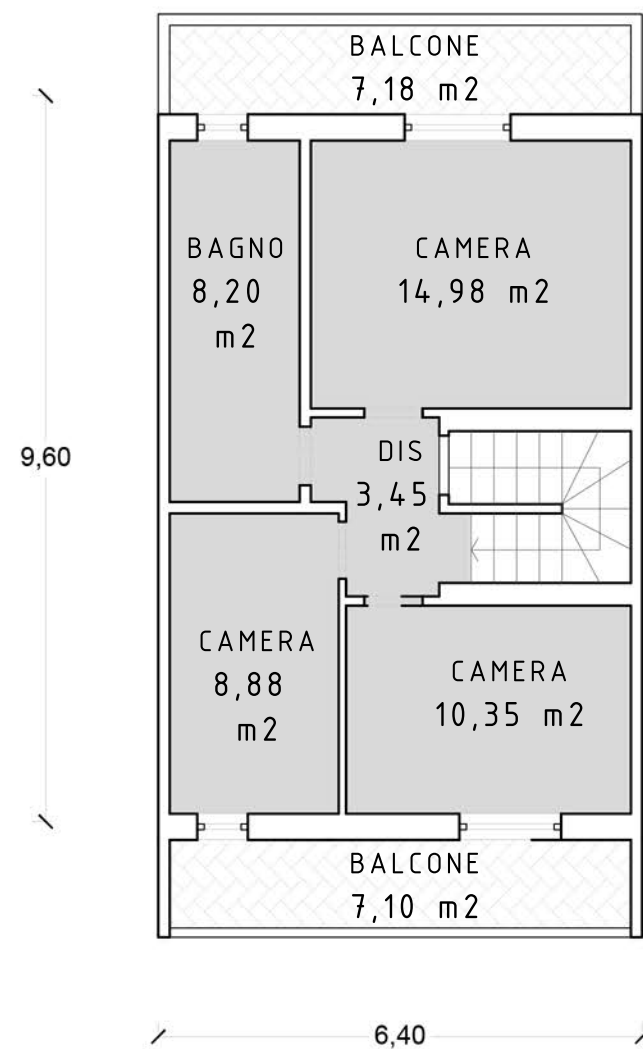 BALCONE
7,18 m2
BAGNO
8,20
m2
CAMERA
14,98 m2
9,60
DIS
3,45
m2
CAMERA
8,88
m2
CAMERA
10,35 m2
BALCONE
7,10 m2
6,40